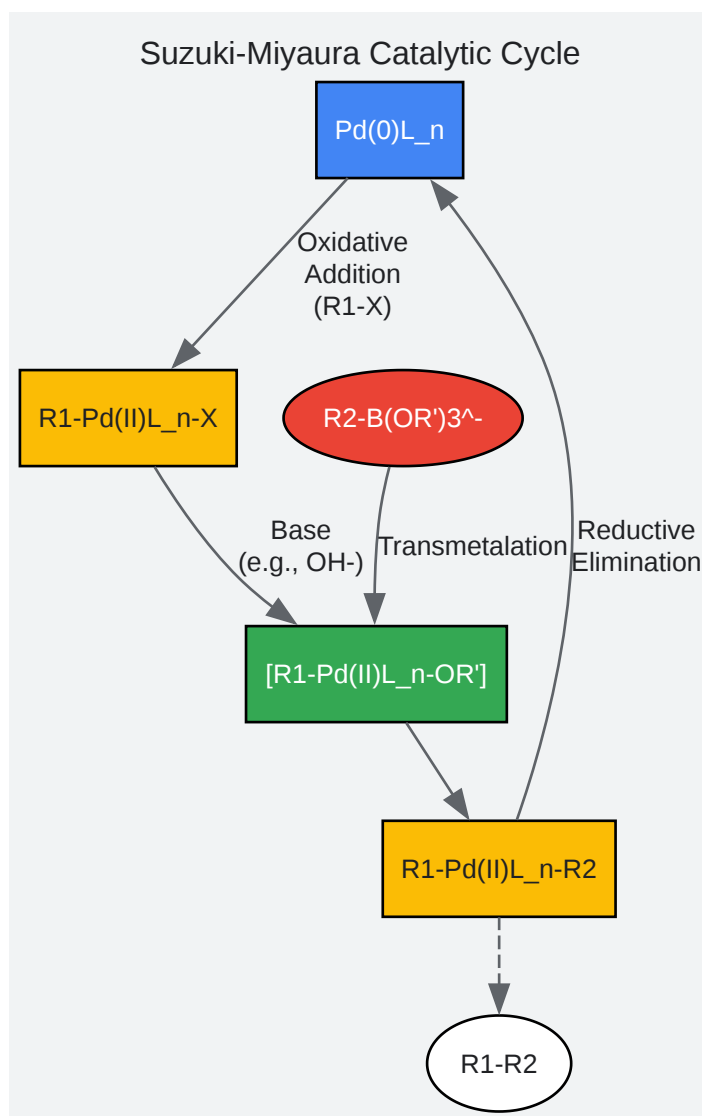 Suzuki-Miyaura Catalytic Cycle
Pd(0)L_n
Oxidative
Addition
(R1-X)
R1-Pd(II)L_n-X
R2-B(OR')3^-
Base
(e.g., OH-)
Transmetalation
Reductive
Elimination
[R1-Pd(II)L_n-OR']
R1-Pd(II)L_n-R2
R1-R2